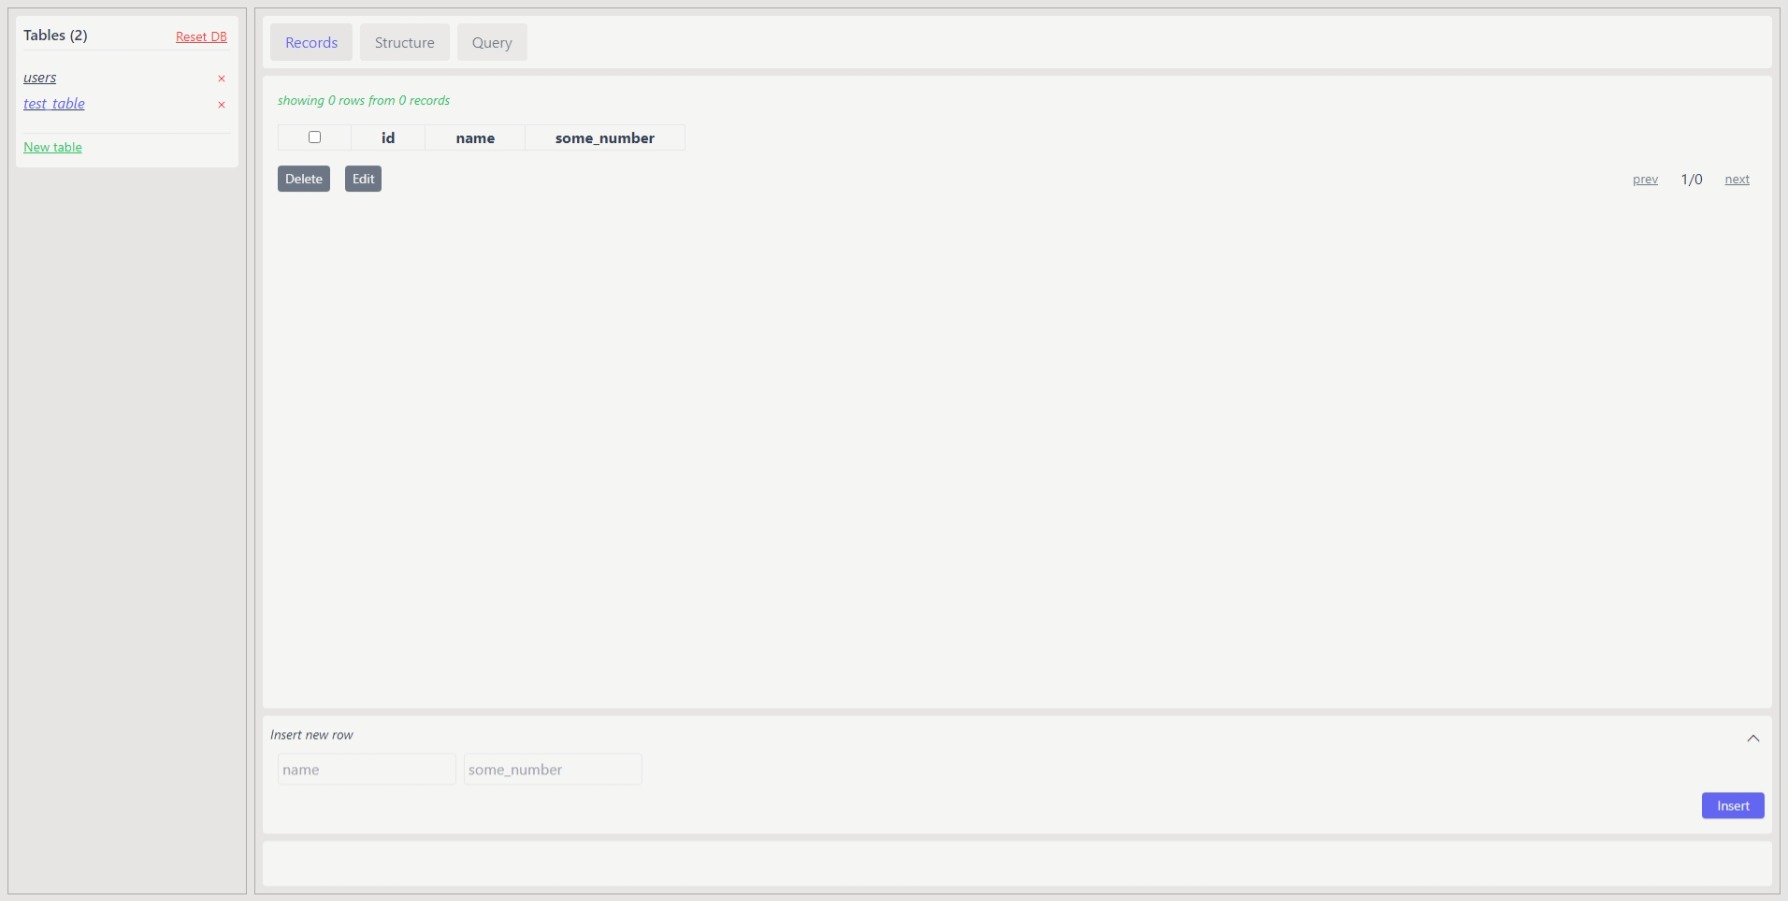 Tables (2) Reset DB
users ×
test_table ×
New table
Records Structure Query
showing 0 rows from 0 records
id name some_number
Delete Edit prev 1/0 next
Insert new row
name some_number
Insert